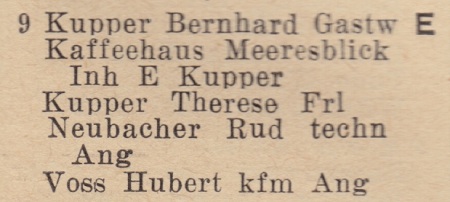 9 Kupper Bernhard Gastw E
Kaffeehaus Meeresblick
Inh E Kupper
Kupper Therese Frl
Neubacher Rud techn
Ang
Voss Hubert kfm Ang